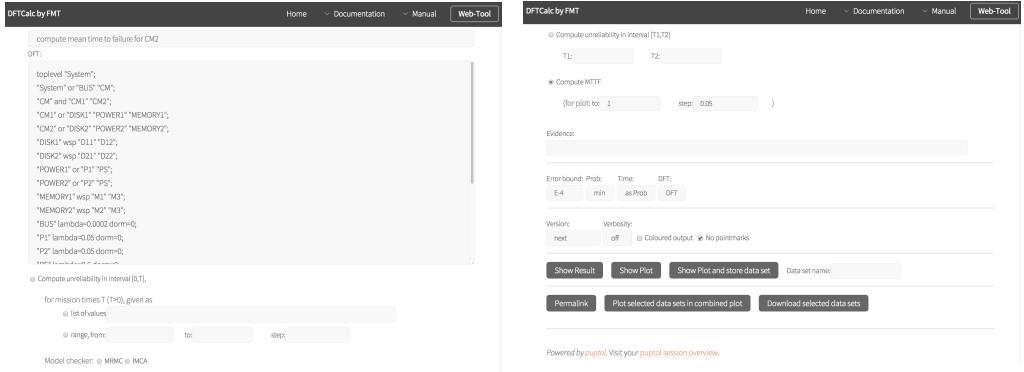 DFTCalc by FMT
Home
Documentation
Manual
Web-Tool
compute mean time to failure for CM2
DFT:
toplevel "System";
"System" or "BUS" "CM";
"CM" and "CM1" "CM2";
"CM1" or "DISK1" "POWER1" "MEMORY1";
"CM2" or "DISK2" "POWER2" "MEMORY2";
"DISK1" wsp "D11" "D12";
"DISK2" wsp "D21" "D22";
"POWER1" or "P1" "PS";
"POWER2" or "P2" "PS";
"MEMORY1" wsp "M1" "M3";
"MEMORY2" wsp "M2" "M3";
"BUS" lambda=0.0002 dorm=0;
"P1" lambda=0.05 dorm=0;
"P2" lambda=0.05 dorm=0;
Compute unreliability in interval [0,T],
for mission times T (T>0), given as
list of values
range, from: to: step:
Model checker: MRMC IMCA
DFTCalc by FMT
Home
Documentation
Manual
Web-Tool
Compute unreliability in interval [T1,T2]
T1: T2:
Compute MTTF
(for plot: to: 1 step: 0.05 )
Evidence:
Error bound: Prob: Time: DFT:
E-4 min as Prob DFT
Version: Verbosity:
next off Coloured output No pointmarks
Show Result Show Plot Show Plot and store data set Data set name:
Permalink Plot selected data sets in combined plot Download selected data sets
Powered by puptol. Visit your puptol session overview.